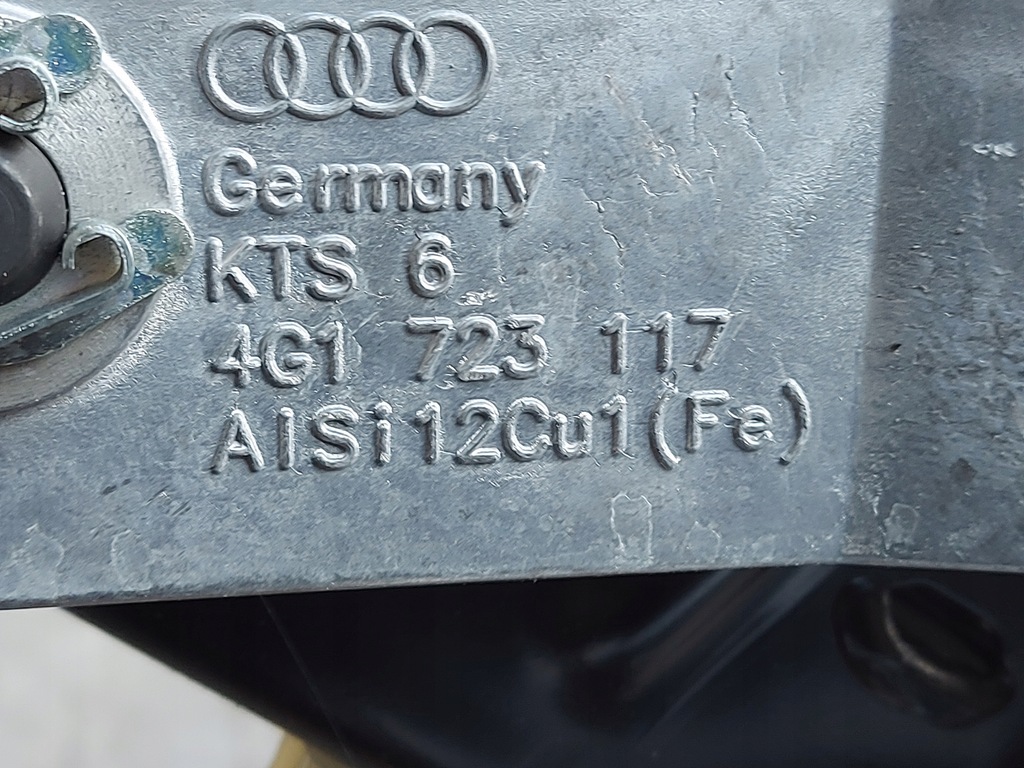 Germany
KTS 6
4G1 723 117
AlSi12Cu1(Fe)